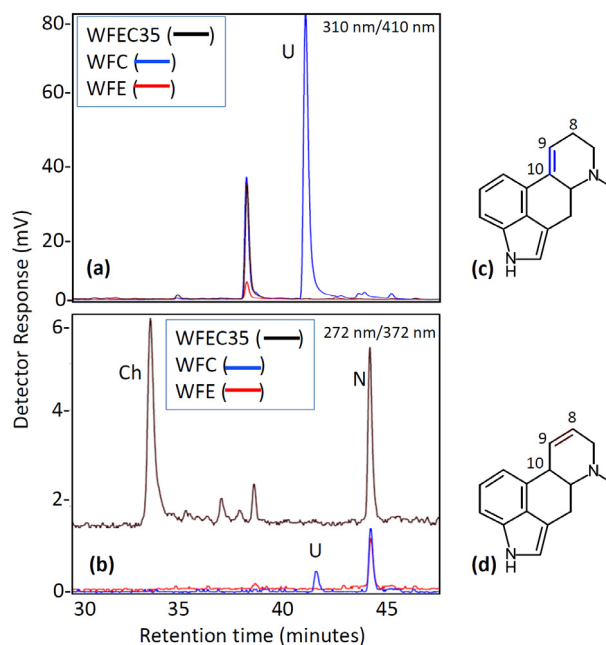 80
60
40
20
0
WFEC35 (
)
WFC (
)
WFE (
)
310 nm/410 nm
U
(a)
Detector Response (mV)
6
4
2
0
WFEC35 (
)
WFC (
)
WFE (
)
272 nm/372 nm
Ch
N
U
(b)
30 35 40 45
Retention time (minutes)
8
9
10
N
N
H
(c)
8
9
10
N
N
H
(d)